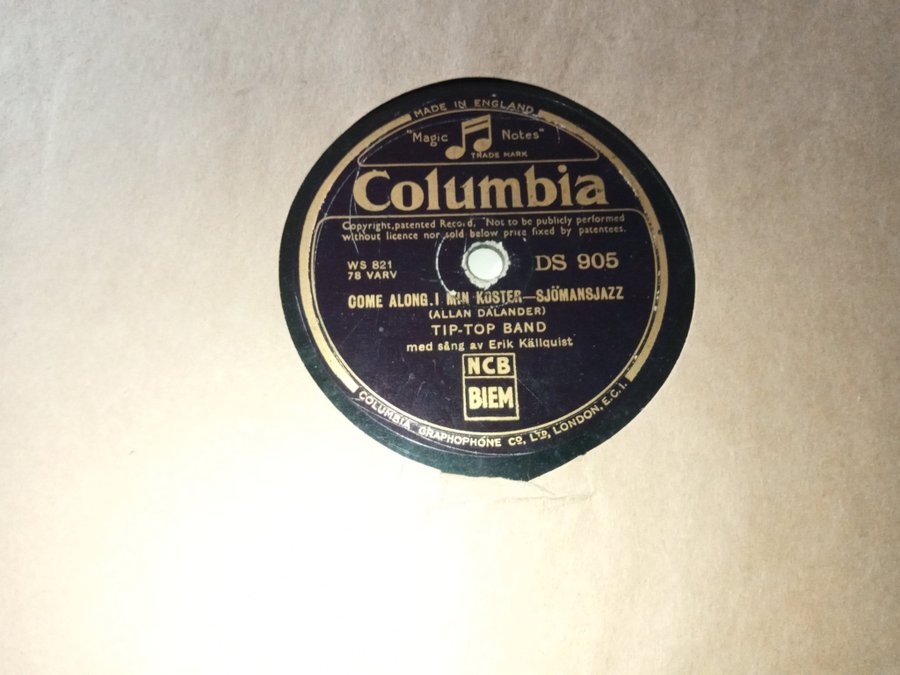 MADE IN ENGLAND
"Magic Notes"
TRADE MARK
Columbia
Copyright, patented Record, Not to be publicly performed
without licence nor sold below price fixed by patentees.
WS 821
78 VARV
DS 905
COME ALONG. I MIN KOSTER—SJÖMANSJAZZ
(ALLAN DALANDER)
TIP-TOP BAND
med sång av Erik Källquist
NCB
BIEM
COLUMBIA GRAPHOPHONE CO, LTD, LONDON, E.C.1.